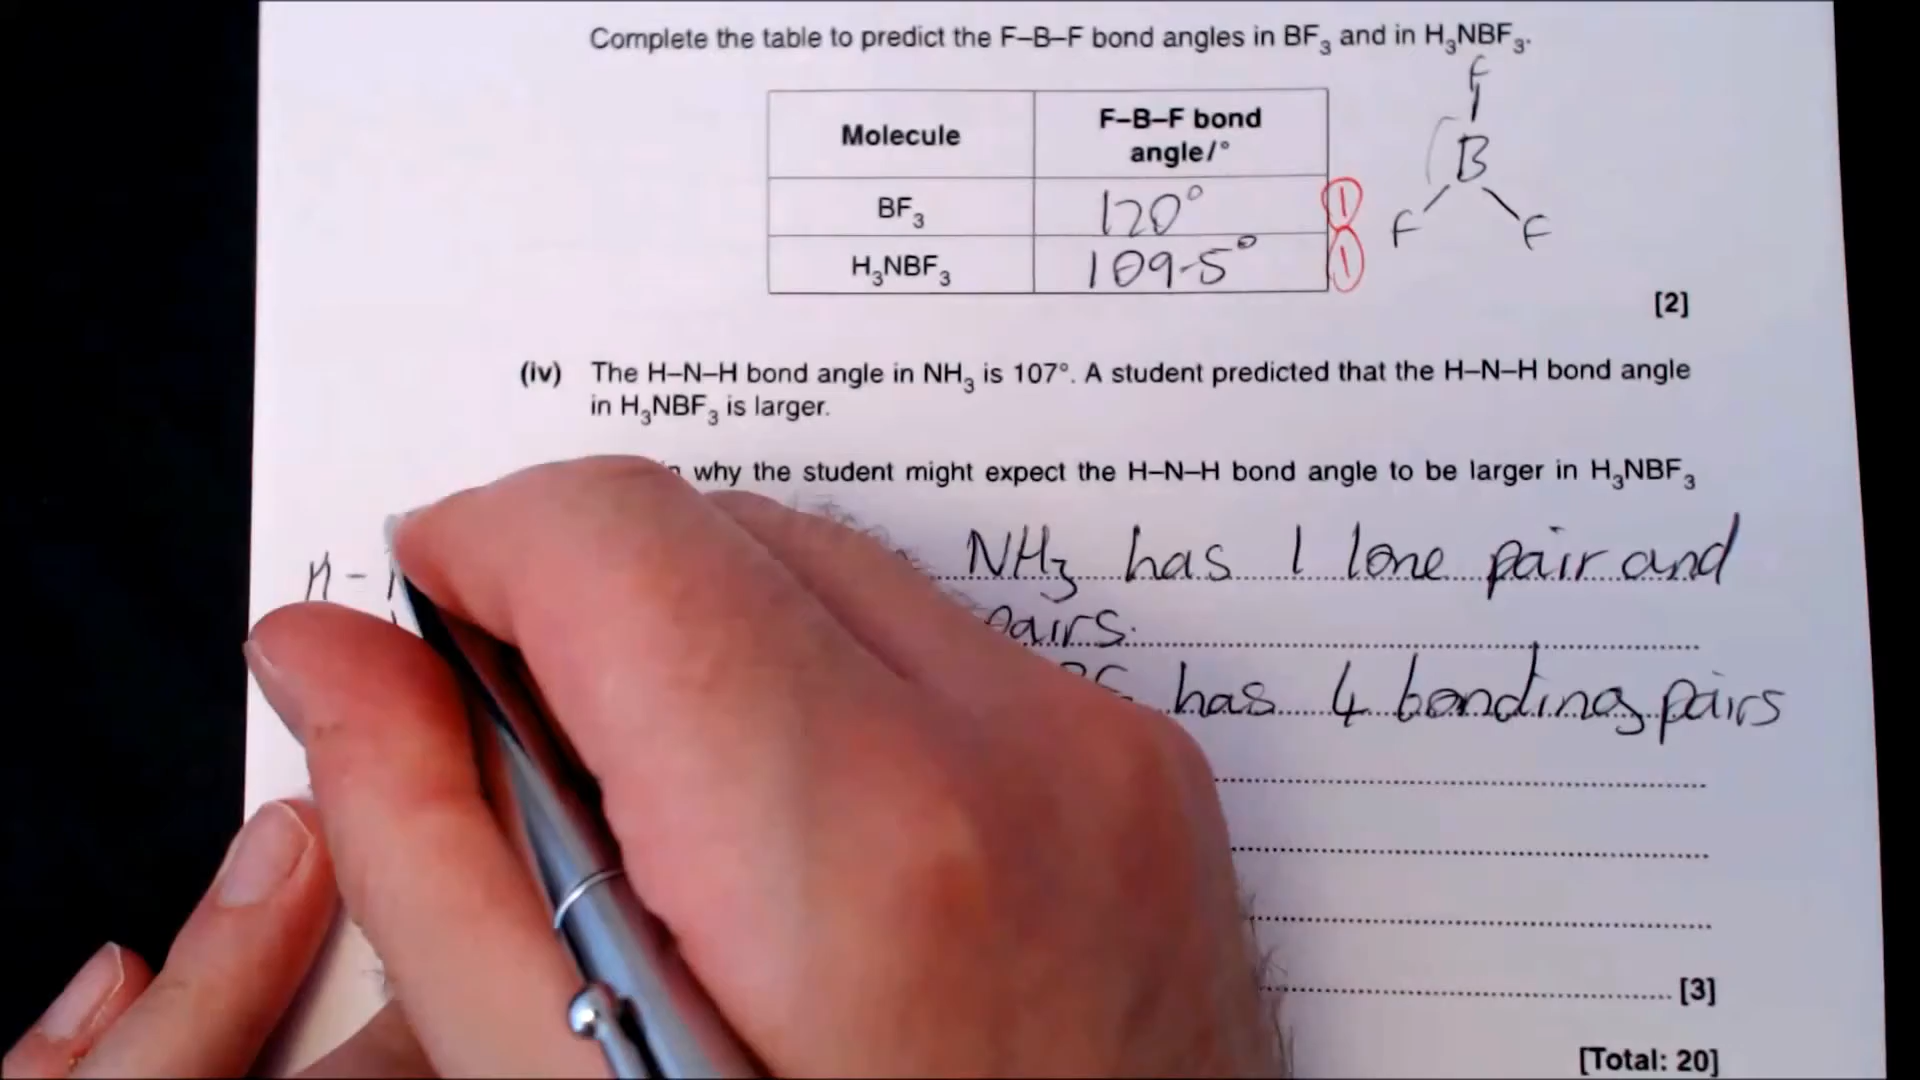 Complete the table to predict the F–B–F bond angles in BF₃ and in H₃NBF₃.
F
B
F F
Molecule F–B–F bond angle/°
BF₃ 120° 1
H₃NBF₃ 109.5° 1
[2]
(iv) The H–N–H bond angle in NH₃ is 107°. A student predicted that the H–N–H bond angle
in H₃NBF₃ is larger.
why the student might expect the H–N–H bond angle to be larger in H₃NBF₃
NH₃ has 1 lone pair and
H –
pairs.
has 4 bonding pairs
[3]
[Total: 20]